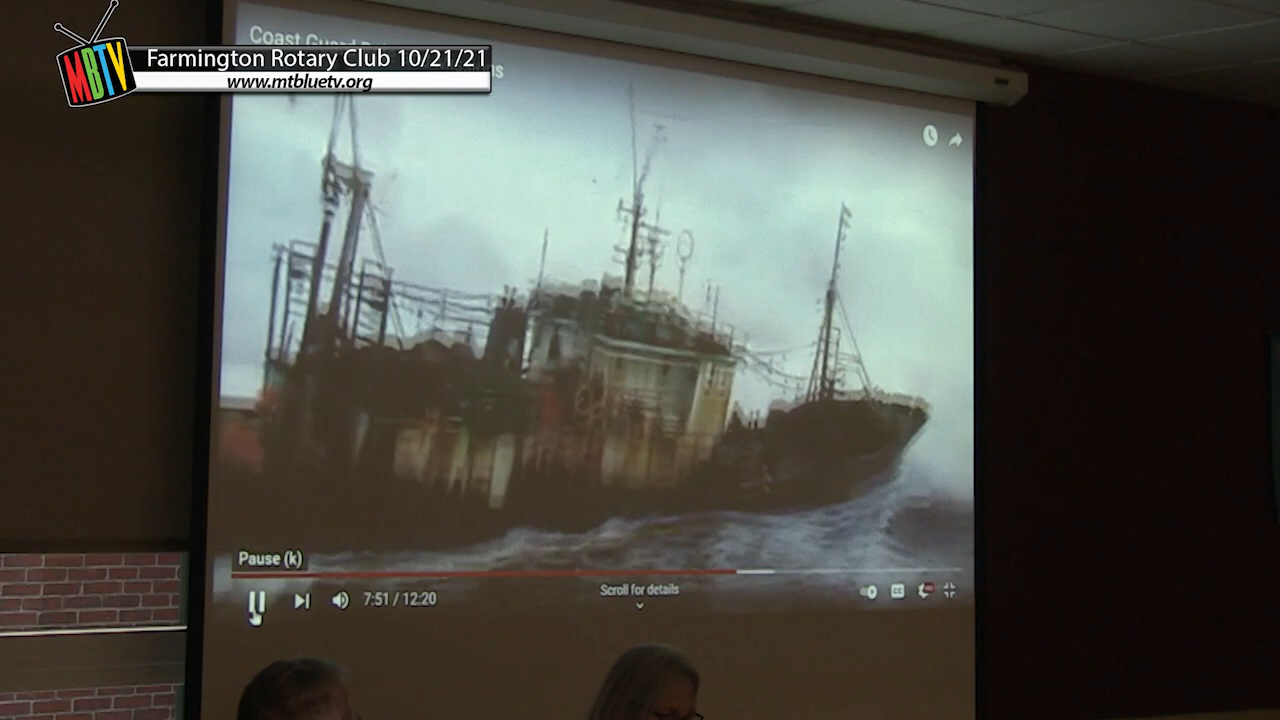 Coast Guard
MBTV
Farmington Rotary Club 10/21/21
www.mtbluetv.org
Pause (k)
7:51 / 12:20
Scroll for details